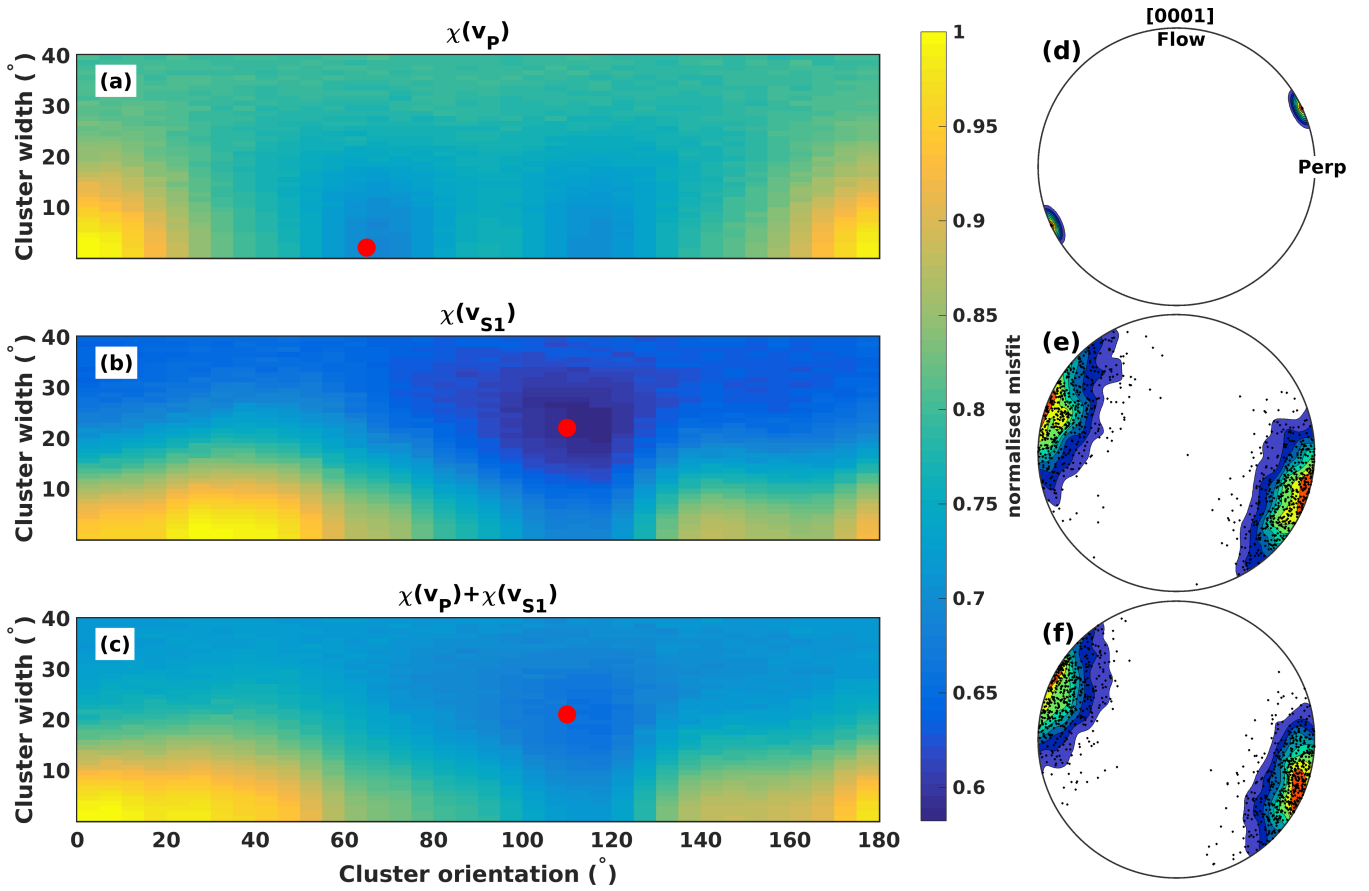 χ(v_P)
Cluster width (°)
40
30
20
10
(a)
χ(v_S1)
Cluster width (°)
40
30
20
10
(b)
χ(v_P)+χ(v_S1)
Cluster width (°)
40
30
20
10
(c)
0 20 40 60 80 100 120 140 160 180
Cluster orientation (°)
1
0.95
0.9
0.85
0.8
0.75
0.7
0.65
0.6
normalised misfit
[0001]
(d)
Flow
Perp
(e)
(f)